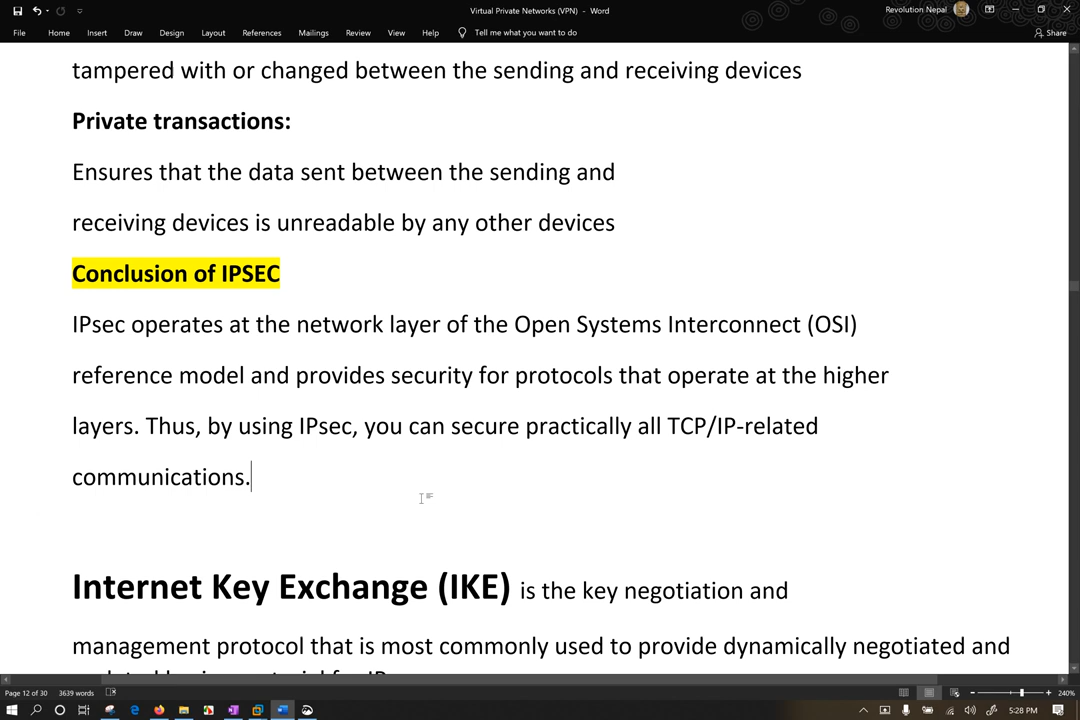 Virtual Private Networks (VPN) - Word
Revolution Nepal
File Home Insert Draw Design Layout References Mailings Review View Help Tell me what you want to do Share
tampered with or changed between the sending and receiving devices
Private transactions:
Ensures that the data sent between the sending and
receiving devices is unreadable by any other devices
Conclusion of IPSEC
IPsec operates at the network layer of the Open Systems Interconnect (OSI)
reference model and provides security for protocols that operate at the higher
layers. Thus, by using IPsec, you can secure practically all TCP/IP-related
communications.
Internet Key Exchange (IKE) is the key negotiation and
management protocol that is most commonly used to provide dynamically negotiated and
Page 12 of 30 3639 words 240%
5:28 PM